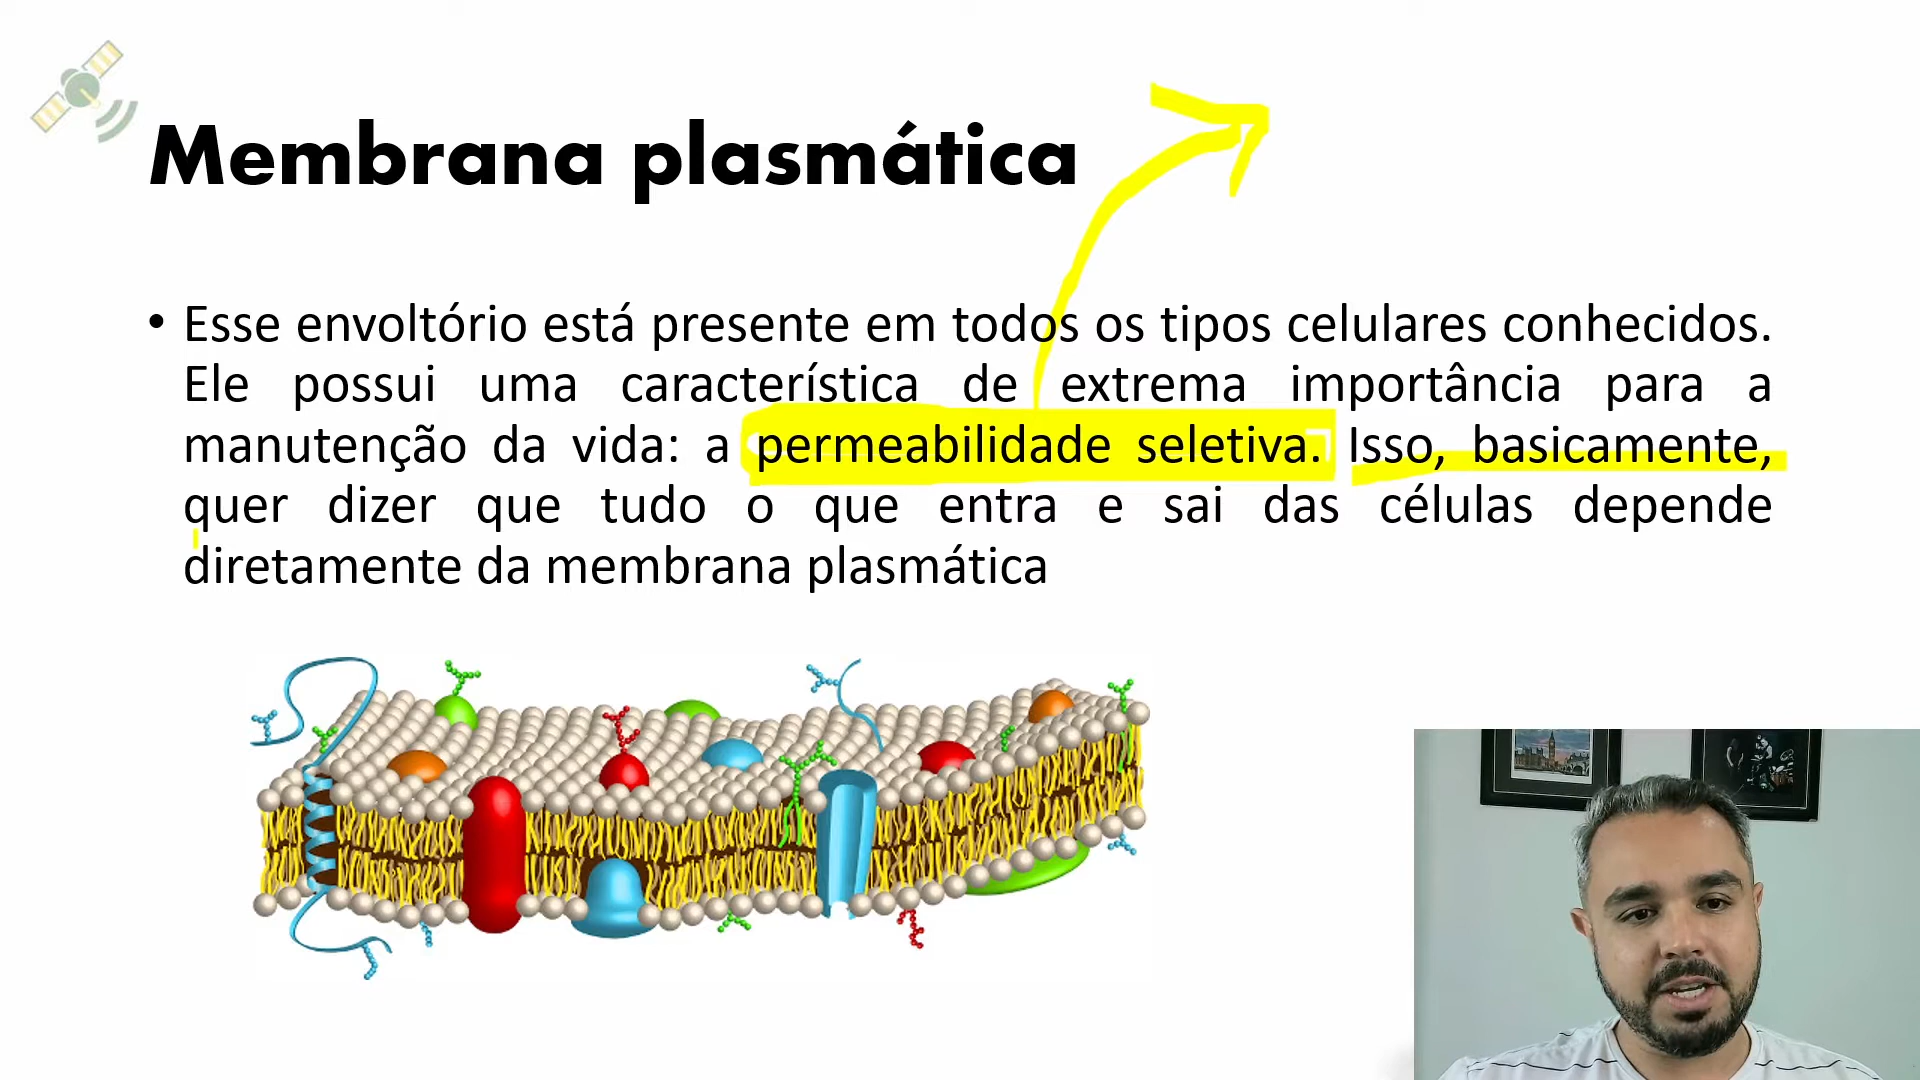 Membrana plasmática
• Esse envoltório está presente em todos os tipos celulares conhecidos.
Ele possui uma característica de extrema importância para a
manutenção da vida: a permeabilidade seletiva. Isso, basicamente,
quer dizer que tudo o que entra e sai das células depende
diretamente da membrana plasmática